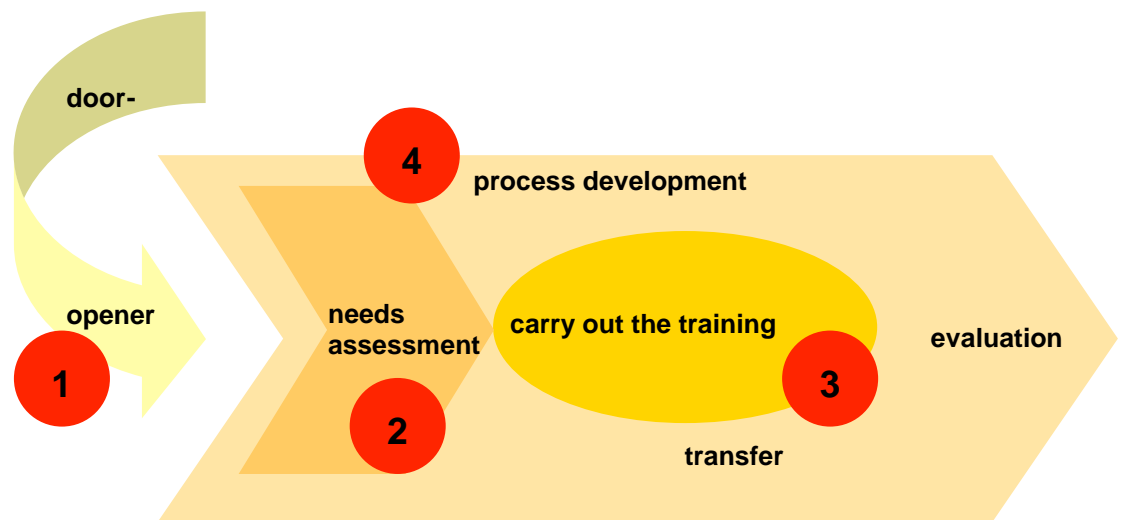 door-
4
process development
opener
needs
assessment
carry out the training
evaluation
1
3
2
transfer